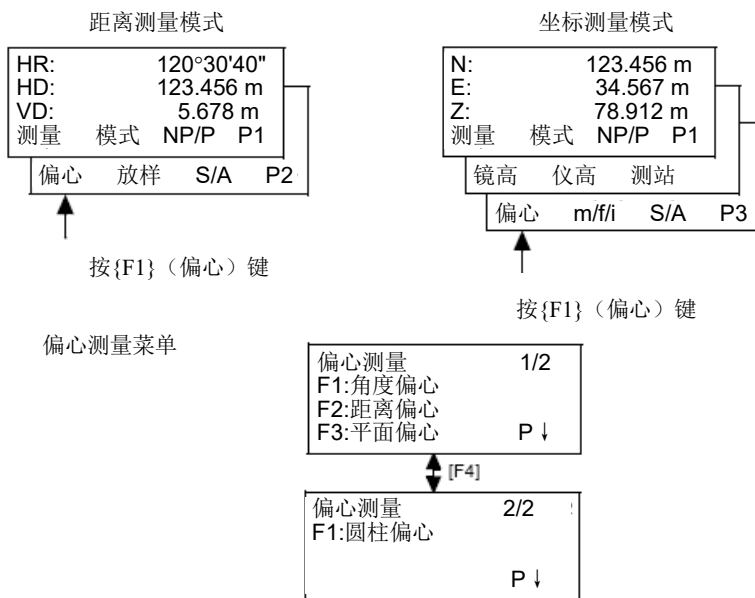 距离测量模式
HR: 120°30'40"
HD: 123.456 m
VD: 5.678 m
测量 模式 NP/P P1
偏心 放样 S/A P2
按{F1}（偏心）键
坐标测量模式
N: 123.456 m
E: 34.567 m
Z: 78.912 m
测量 模式 NP/P P1
镜高 仪高 测站
偏心 m/f/i S/A P3
按{F1}（偏心）键
偏心测量菜单
偏心测量 1/2
F1:角度偏心
F2:距离偏心
F3:平面偏心 P↓
[F4]
偏心测量 2/2
F1:圆柱偏心
P↓